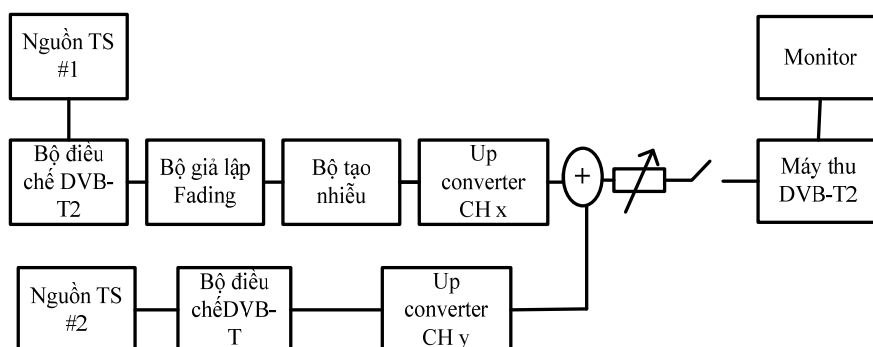 Nguồn TS
#1
Monitor
Bộ điều
chế DVB-
T2
Bộ giả lập
Fading
Bộ tạo
nhiễu
Up
converter
CH x
+
Máy thu
DVB-T2
Nguồn TS
#2
Bộ điều
chếDVB-
T
Up
converter
CH y